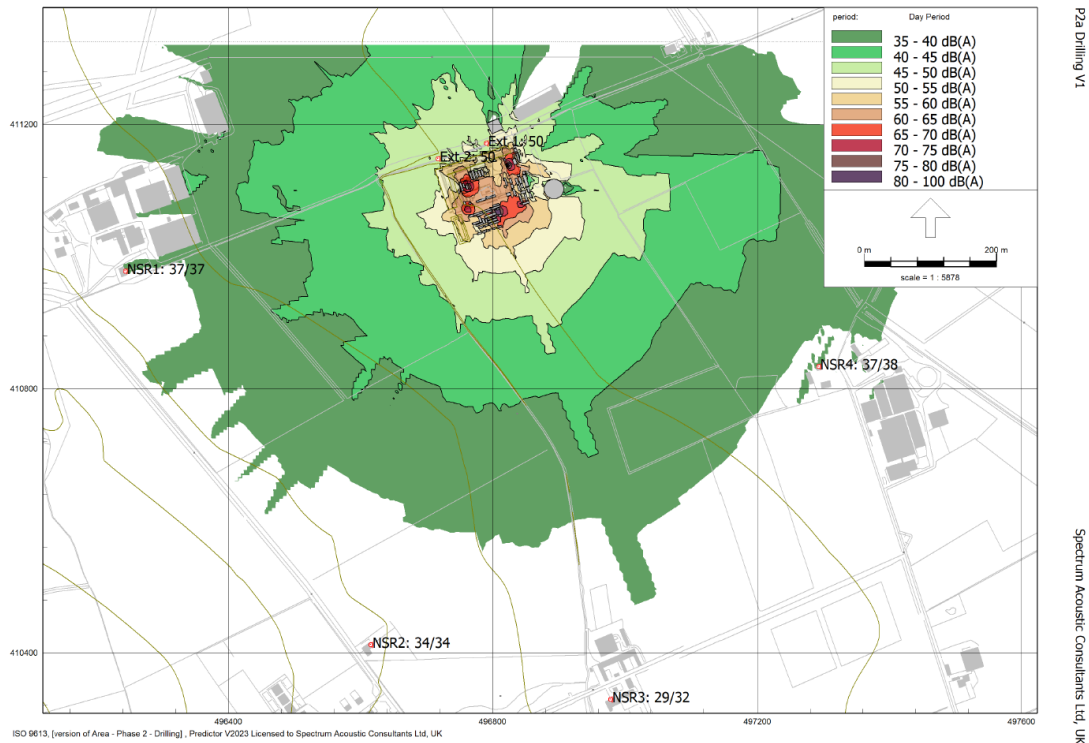 P2a Drilling V1
period: Day Period
35 - 40 dB(A)
40 - 45 dB(A)
45 - 50 dB(A)
50 - 55 dB(A)
55 - 60 dB(A)
60 - 65 dB(A)
65 - 70 dB(A)
70 - 75 dB(A)
75 - 80 dB(A)
80 - 100 dB(A)
0 m 200 m
scale = 1 : 5878
411200
Ext 1: 50
Ext 2: 50
NSR1: 37/37
NSR4: 37/38
410800
NSR2: 34/34
410400
NSR3: 29/32
496400 496800 497200 497600
ISO 9613, [version of Area - Phase 2 - Drilling] , Predictor V2023 Licensed to Spectrum Acoustic Consultants Ltd, UK
Spectrum Acoustic Consultants Ltd, UK